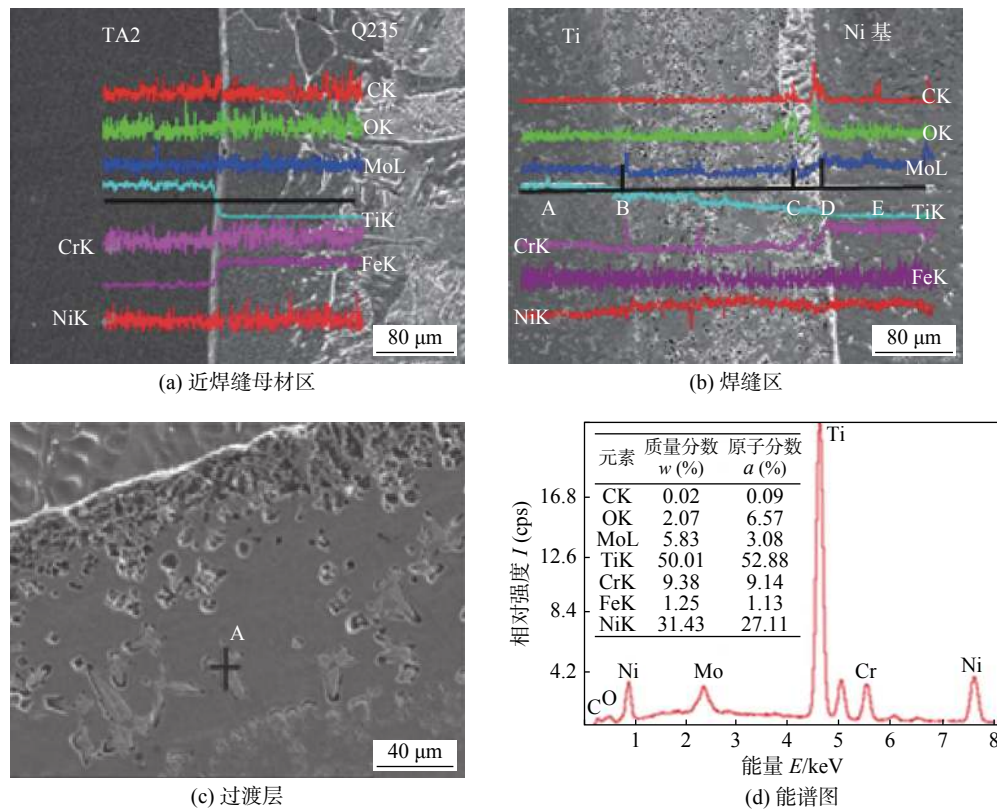 TA2
Q235
CK
OK
MoL
TiK
CrK
FeK
NiK
80 μm
(a) 近焊缝母材区
Ti
Ni 基
CK
OK
MoL
A
B
C
D
E
TiK
CrK
FeK
NiK
80 μm
(b) 焊缝区
A
40 μm
(c) 过渡层
相对强度 I (cps)
16.8
12.6
8.4
4.2
元素 质量分数 原子分数
w (%) a (%)
CK 0.02 0.09
OK 2.07 6.57
MoL 5.83 3.08
TiK 50.01 52.88
CrK 9.38 9.14
FeK 1.25 1.13
NiK 31.43 27.11
Ti
C
O
Ni
Mo
Cr
Ni
1 2 3 4 5 6 7 8
能量 E/keV
(d) 能谱图